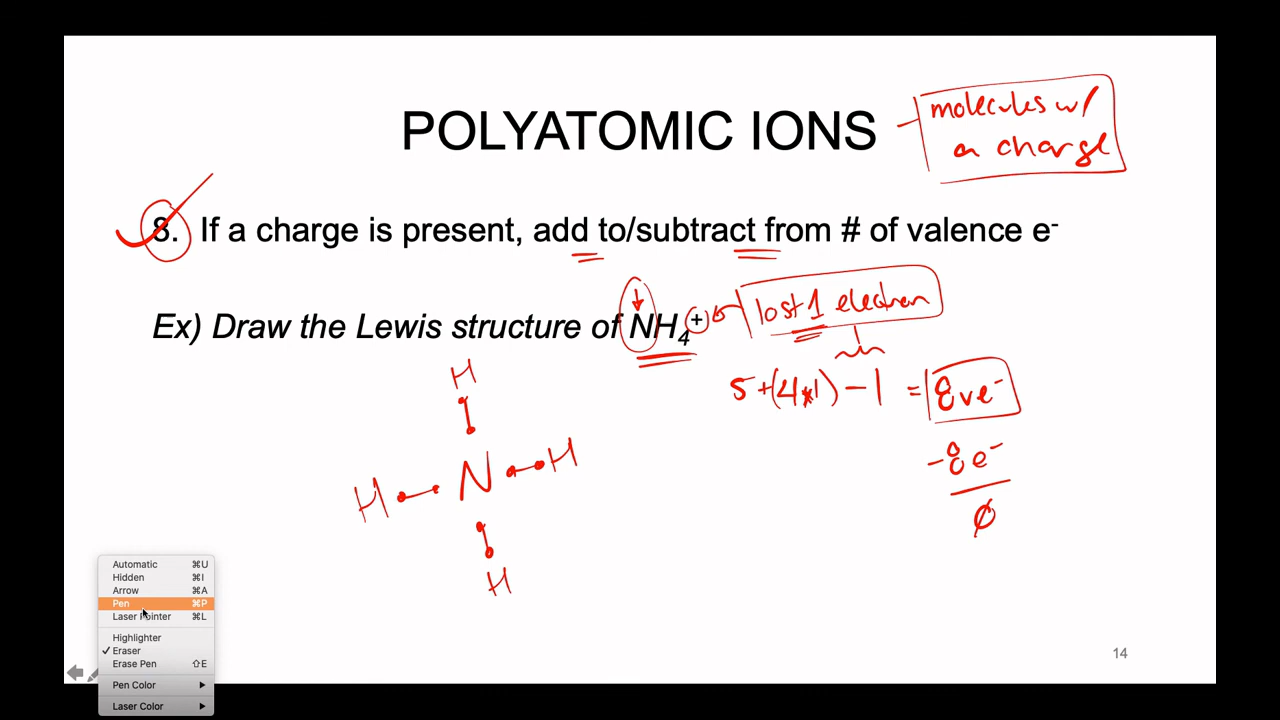 POLYATOMIC IONS
molecules w/
a charge
8. If a charge is present, add to/subtract from # of valence e-
lost 1 electron
Ex) Draw the Lewis structure of NH4+
5+(4*1) - 1 = 8ve-
-8e-
0
H
H N H
H
Automatic ⌘U
Hidden ⌘I
Arrow ⌘A
Pen ⌘P
Laser Pointer ⌘L
Highlighter
✓ Eraser
Erase Pen ⇧E
Pen Color
Laser Color
14